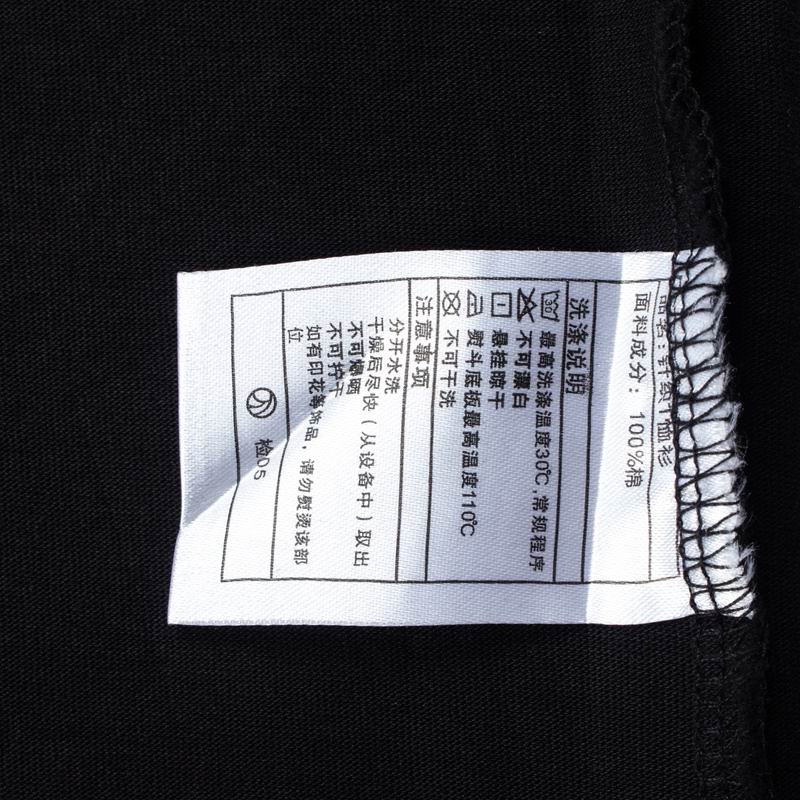 品名：针织T恤衫
面料成分：100%棉
洗涤说明
30 最高洗涤温度30℃,常规程序
不可漂白
悬挂晾干
熨斗底板最高温度110℃
不可干洗
注意事项
分开水洗
干燥后尽快（从设备中）取出
不可爆晒
不可拧干
如有印花等饰品，请勿熨烫该部
位
检05